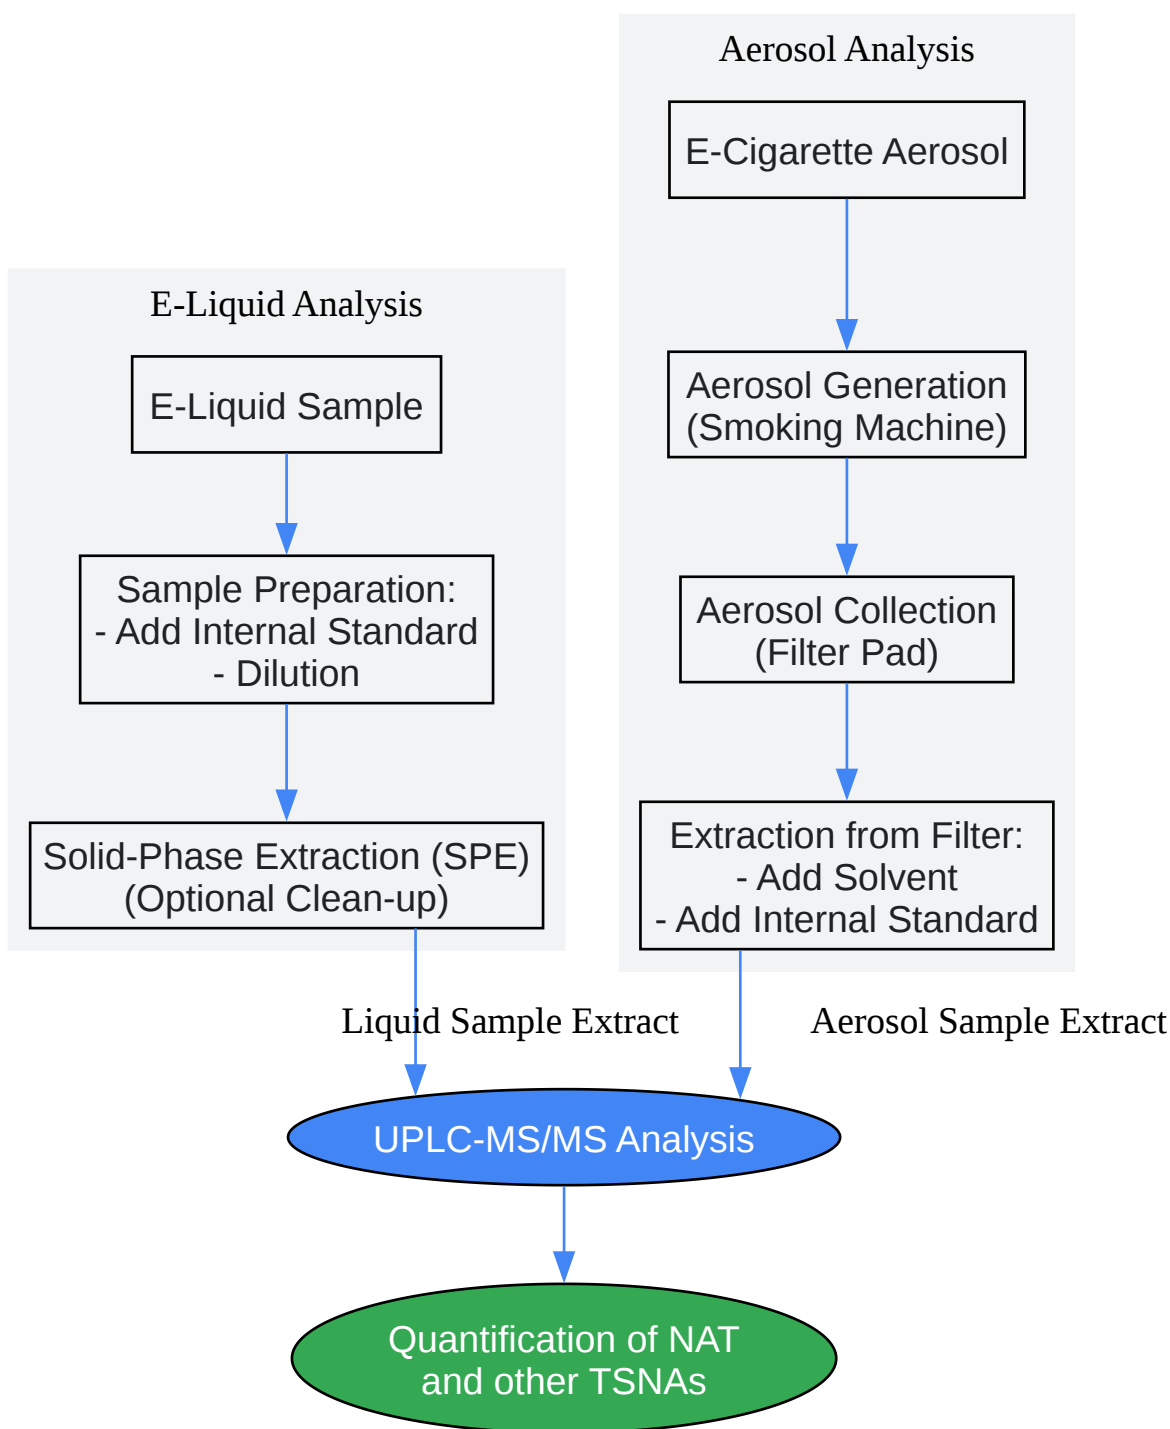 Aerosol Analysis
E-Cigarette Aerosol
Aerosol Generation
(Smoking Machine)
Aerosol Collection
(Filter Pad)
Extraction from Filter:
- Add Solvent
- Add Internal Standard
E-Liquid Analysis
E-Liquid Sample
Sample Preparation:
- Add Internal Standard
- Dilution
Solid-Phase Extraction (SPE)
(Optional Clean-up)
Liquid Sample Extract
Aerosol Sample Extract
UPLC-MS/MS Analysis
Quantification of NAT
and other TSNAs